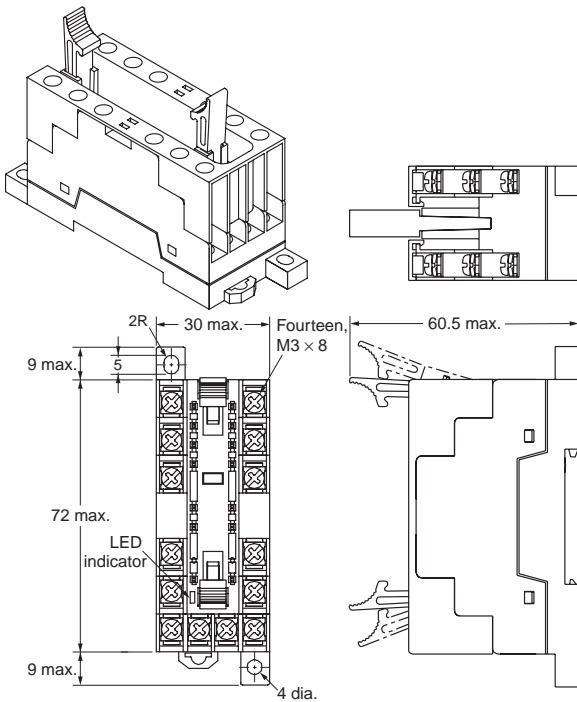 2R
30 max.
Fourteen,
M3 × 8
60.5 max.
9 max.
5
72 max.
LED
indicator
9 max.
4 dia.